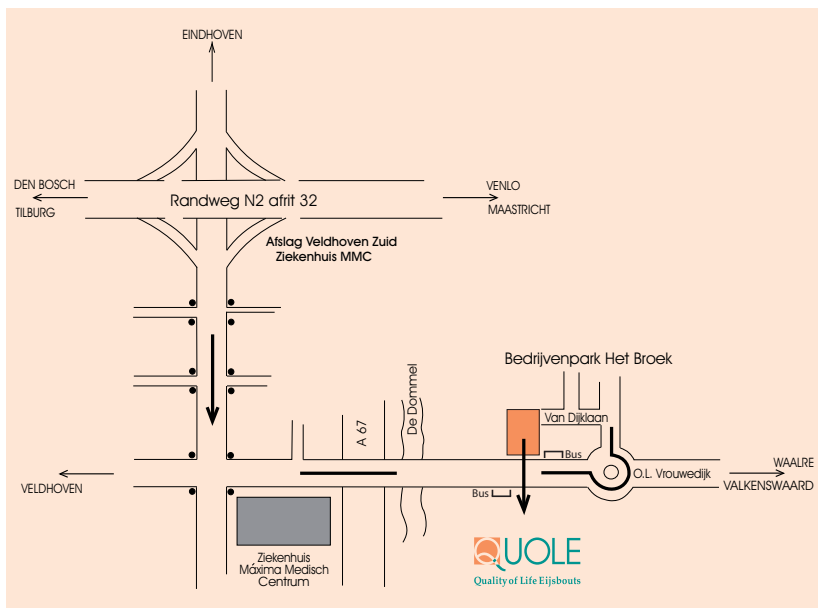 EINDHOVEN
DEN BOSCH
TILBURG
Randweg N2 afrit 32
VENLO
MAASTRICHT
Afslag Veldhoven Zuid
Ziekenhuis MMC
Bedrijvenpark Het Broek
De Dommel
A 67
Van Dijklaan
Bus
O.L. Vrouwedijk
WAALRE
VALKENSWAARD
VELDHOVEN
Bus
Ziekenhuis
Máxima Medisch
Centrum
QUOLE
Quality of Life Eijsbouts